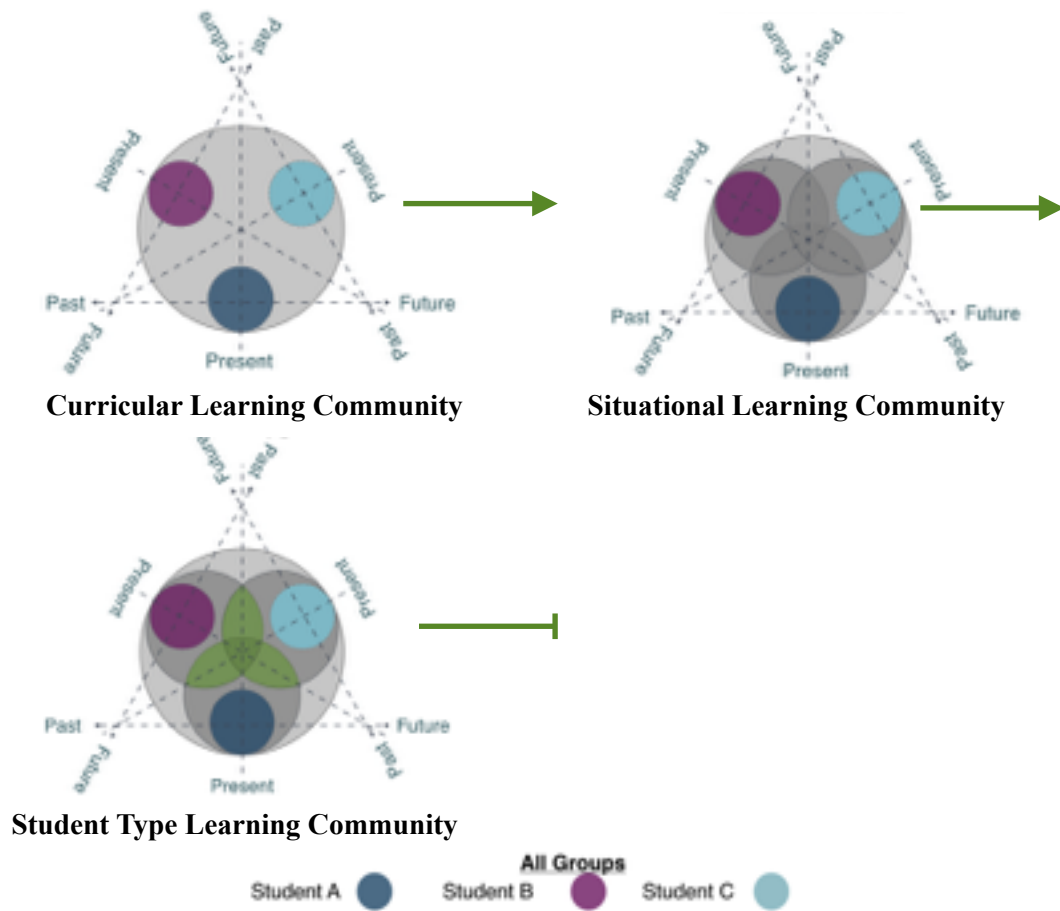 Future
Past
Present
Present
Past
Future
Future
Past
Present
Curricular Learning Community
Future
Past
Present
Present
Past
Future
Future
Past
Present
Situational Learning Community
Future
Past
Present
Present
Past
Future
Future
Past
Present
Student Type Learning Community
All Groups
Student A Student B Student C